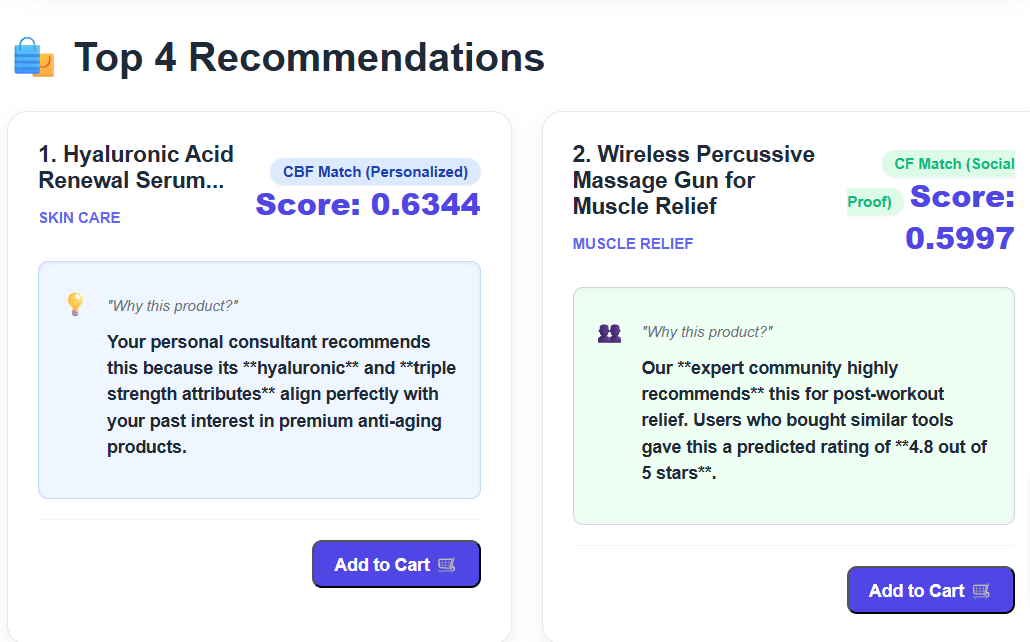 Top 4 Recommendations
1. Hyaluronic Acid
Renewal Serum...
CBF Match (Personalized)
Score: 0.6344
SKIN CARE
"Why this product?"
Your personal consultant recommends
this because its **hyaluronic** and **triple
strength attributes** align perfectly with
your past interest in premium anti-aging
products.
Add to Cart
2. Wireless Percussive
Massage Gun for
Muscle Relief
CF Match (Social
Proof) Score:
0.5997
MUSCLE RELIEF
"Why this product?"
Our **expert community highly
recommends** this for post-workout
relief. Users who bought similar tools
gave this a predicted rating of **4.8 out of
5 stars**.
Add to Cart